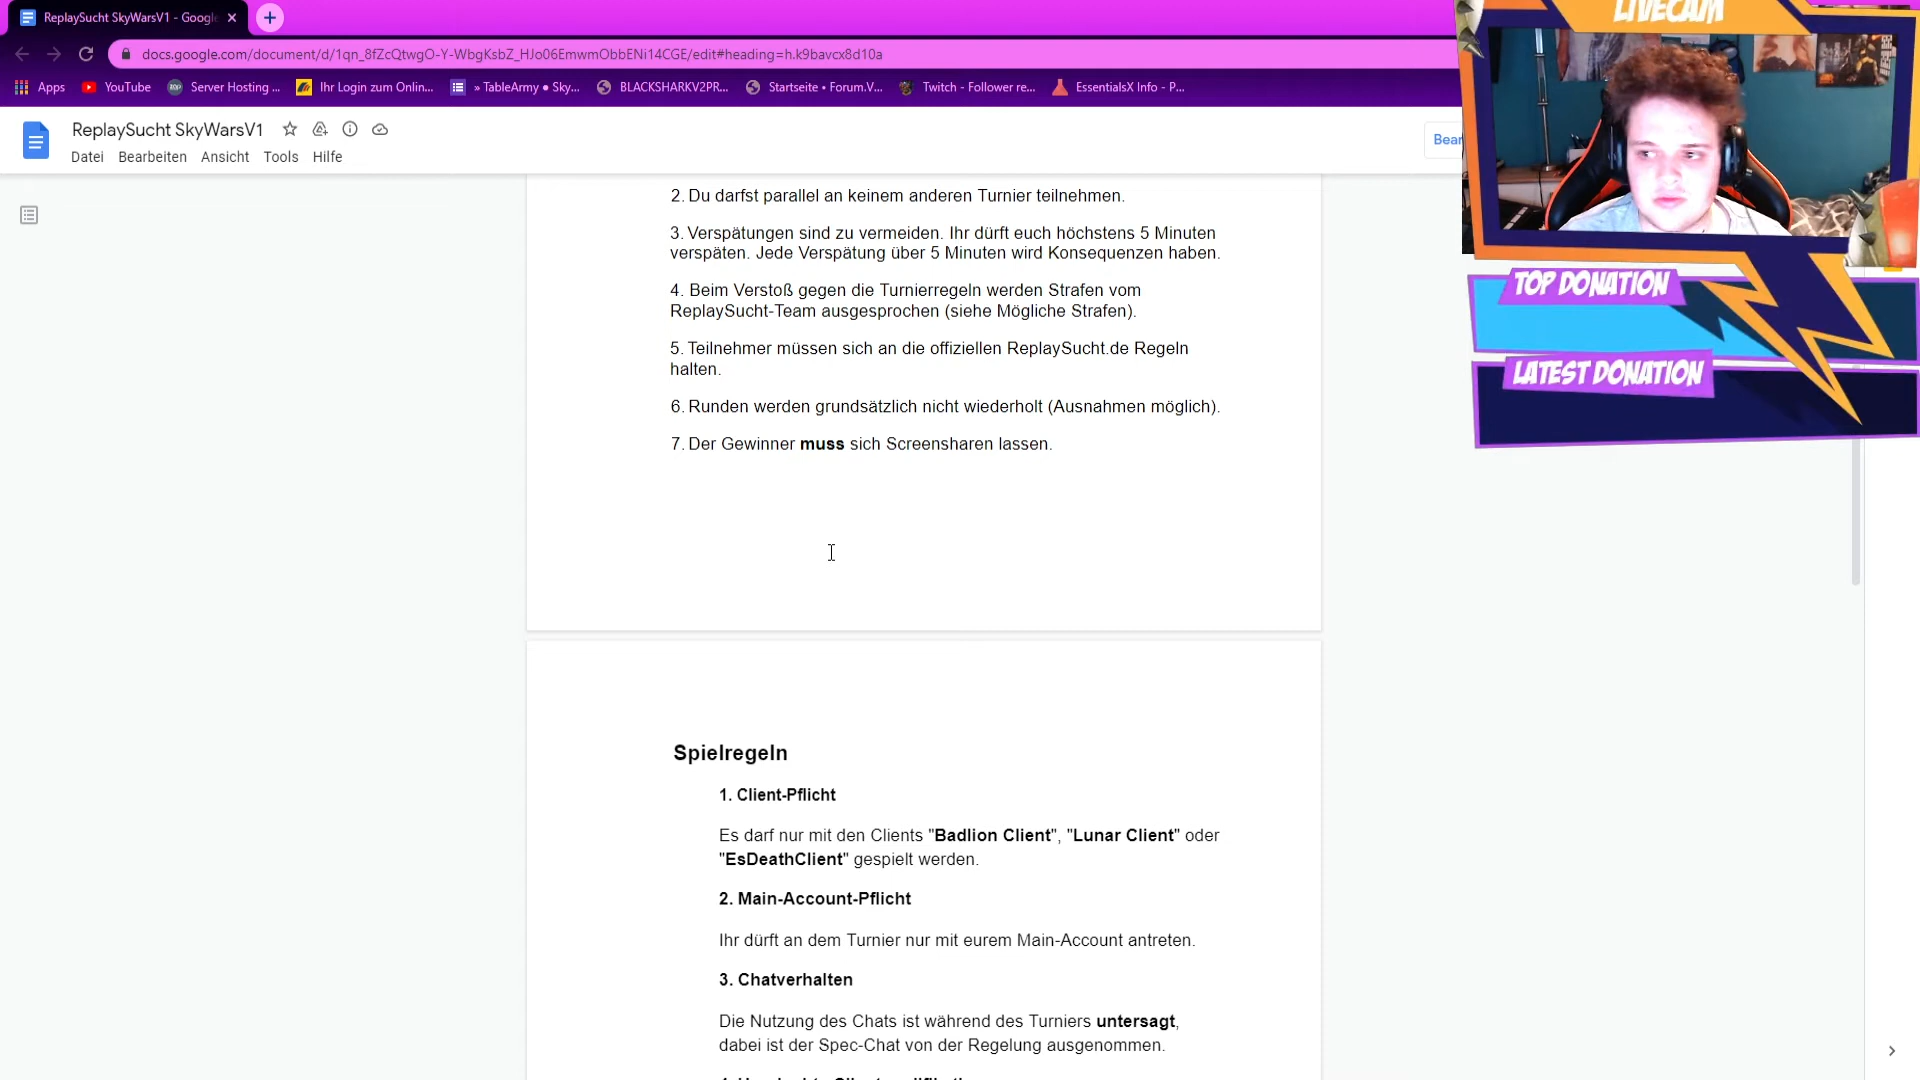 ReplaySucht SkyWarsV1 - Googl
docs.google.com/document/d/1qn_8fZcQtwgO-Y-WbgKsbZ_HJo06EmwmObbENi14CGE/edit#heading=h.k9bavcx8d10a
Apps YouTube Server Hosting ... Ihr Login zum Onlin... » TableArmy ● Sky... BLACKSHARKV2PR... Startseite • Forum.V... Twitch - Follower re... EssentialsX Info - P...
ReplaySucht SkyWarsV1
Datei Bearbeiten Ansicht Tools Hilfe
Bear
LIVECAM
TOP DONATION
LATEST DONATION
2. Du darfst parallel an keinem anderen Turnier teilnehmen.
3. Verspätungen sind zu vermeiden. Ihr dürft euch höchstens 5 Minuten
verspäten. Jede Verspätung über 5 Minuten wird Konsequenzen haben.
4. Beim Verstoß gegen die Turnierregeln werden Strafen vom
ReplaySucht-Team ausgesprochen (siehe Mögliche Strafen).
5. Teilnehmer müssen sich an die offiziellen ReplaySucht.de Regeln
halten.
6. Runden werden grundsätzlich nicht wiederholt (Ausnahmen möglich).
7. Der Gewinner muss sich Screensharen lassen.
Spielregeln
1. Client-Pflicht
Es darf nur mit den Clients "Badlion Client", "Lunar Client" oder
"EsDeathClient" gespielt werden.
2. Main-Account-Pflicht
Ihr dürft an dem Turnier nur mit eurem Main-Account antreten.
3. Chatverhalten
Die Nutzung des Chats ist während des Turniers untersagt,
dabei ist der Spec-Chat von der Regelung ausgenommen.